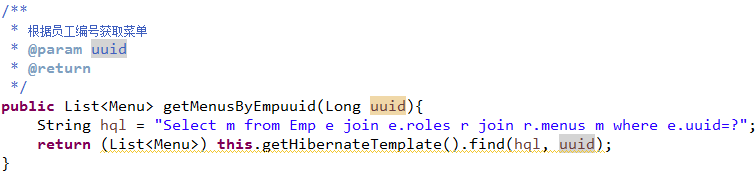 /**
 * 根据员工编号获取菜单
 * @param uuid
 * @return
 */
public List<Menu> getMenusByEmpuuid(Long uuid){
    String hql = "Select m from Emp e join e.roles r join r.menus m where e.uuid=?";
    return (List<Menu>) this.getHibernateTemplate().find(hql, uuid);
}